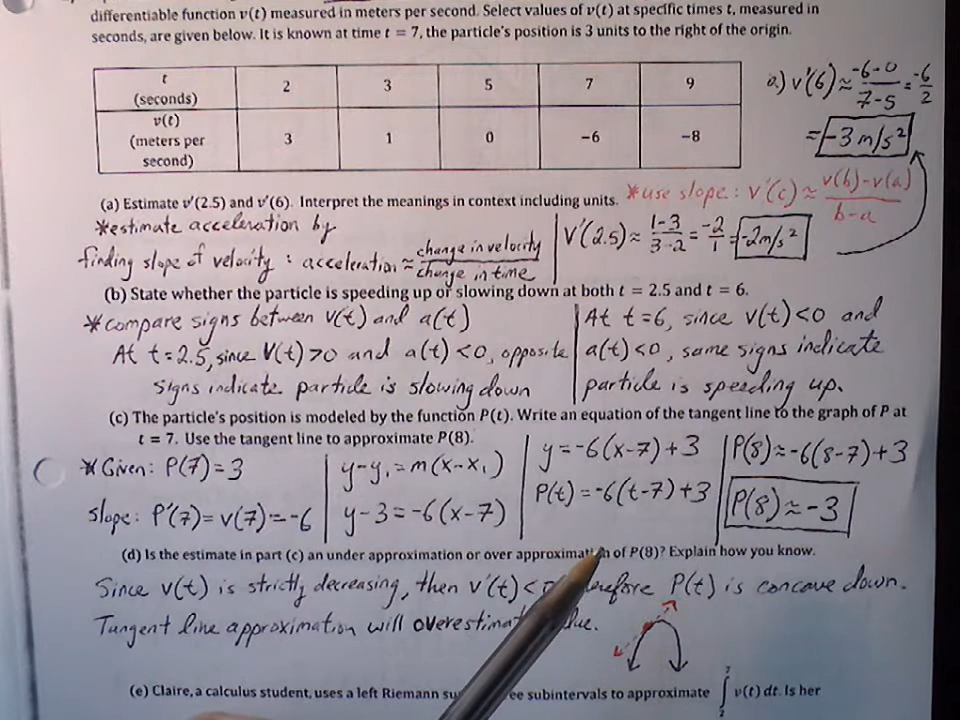 differentiable function v(t) measured in meters per second. Select values of v(t) at specific times t, measured in
seconds, are given below. It is known at time t = 7, the particle's position is 3 units to the right of the origin.
t (seconds) 2 3 5 7 9
v(t) (meters per second) 3 1 0 −6 −8
a.) v'(6) ≈ -6-0/7-5 = -6/2
= -3 m/s²
(a) Estimate v'(2.5) and v'(6). Interpret the meanings in context including units.
*use slope: v'(c) ≈ v(b)-v(a)/b-a
*estimate acceleration by
finding slope of velocity: acceleration ≈ change in velocity/change in time
V'(2.5) ≈ 1-3/3-2 = -2/1 = -2m/s²
(b) State whether the particle is speeding up or slowing down at both t = 2.5 and t = 6.
*compare signs between v(t) and a(t)
At t=2.5, since V(t)>0 and a(t)<0, opposite
signs indicate particle is slowing down
At t=6, since v(t)<0 and
a(t)<0, same signs indicate
particle is speeding up.
(c) The particle's position is modeled by the function P(t). Write an equation of the tangent line to the graph of P at
t = 7. Use the tangent line to approximate P(8).
*Given: P(7)=3
slope: P'(7)=v(7)=-6
y-y₁=m(x-x₁)
y-3=-6(x-7)
y=-6(x-7)+3
P(t)=-6(t-7)+3
P(8)≈-6(8-7)+3
P(8)≈-3
(d) Is the estimate in part (c) an under approximation or over approximation of P(8)? Explain how you know.
Since v(t) is strictly decreasing, then v'(t)< P(t) is concave down.
Tangent line approximation will
(e) Claire, a calculus student, uses a left Riemann subintervals to approximate ∫₂⁷ v(t) dt. Is her